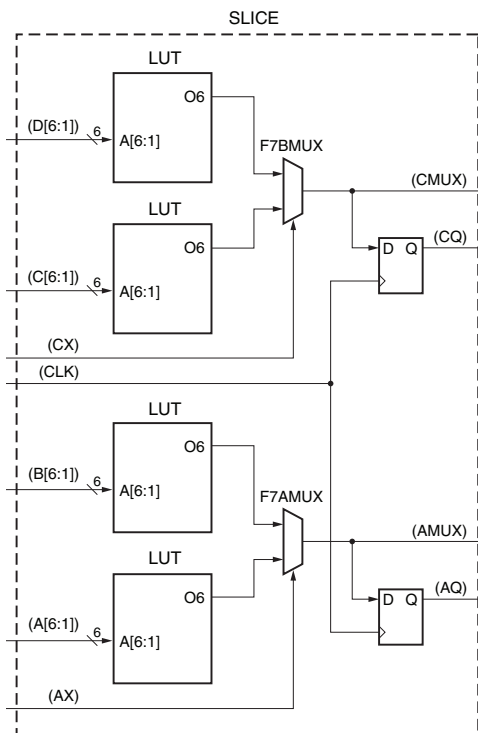 SLICE
LUT
(D[6:1])
6
A[6:1]
O6
F7BMUX
(CMUX)
LUT
(C[6:1])
6
A[6:1]
O6
D Q
(CQ)
(CX)
(CLK)
LUT
(B[6:1])
6
A[6:1]
O6
F7AMUX
(AMUX)
LUT
(A[6:1])
6
A[6:1]
O6
D Q
(AQ)
(AX)